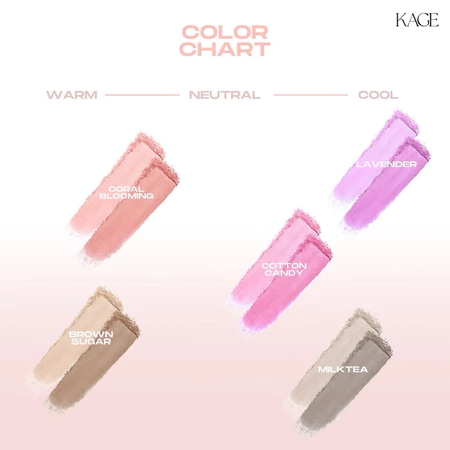 KAGE
COLOR
CHART
WARM
NEUTRAL
COOL
LAVENDER
CORAL
BLOOMING
COTTON
CANDY
BROWN
SUGAR
MILKTEA